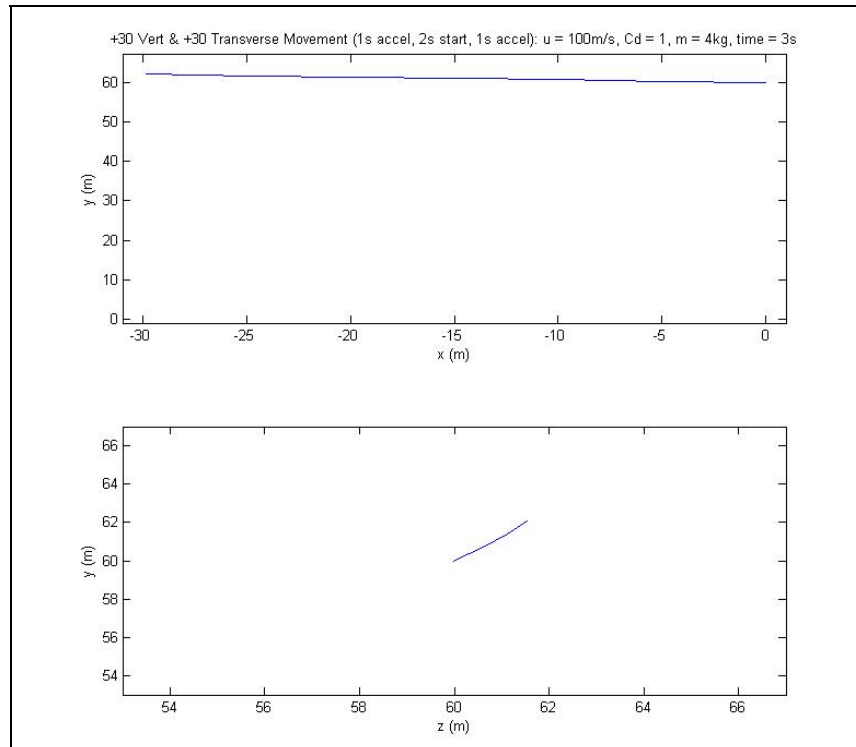 +30 Vert & +30 Transverse Movement (1s accel, 2s start, 1s accel): u = 100m/s, Cd = 1, m = 4kg, time = 3s
60
50
40
30
20
10
0
y (m)
-30 -25 -20 -15 -10 -5 0
x (m)
66
64
62
60
58
56
54
y (m)
54 56 58 60 62 64 66
z (m)